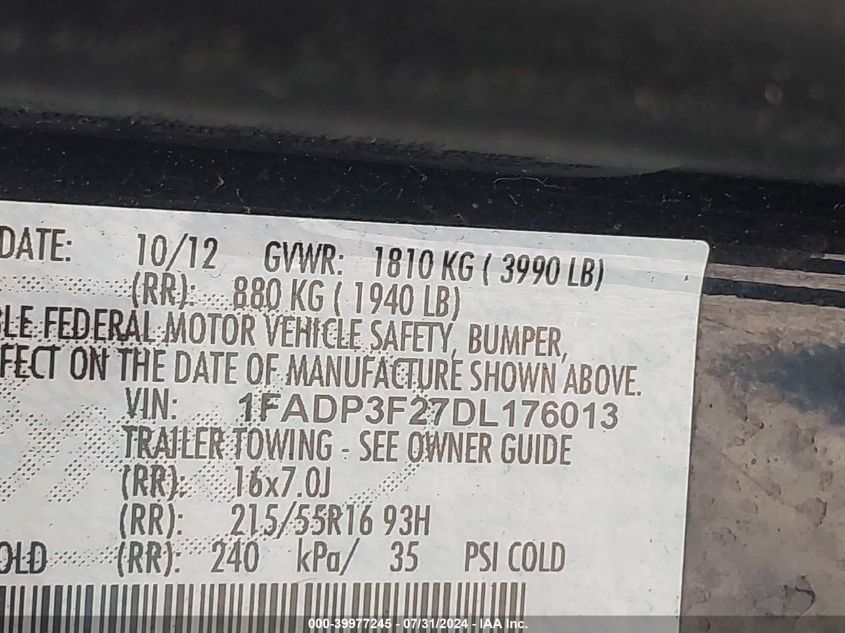 DATE: 10/12 GVWR: 1810 KG ( 3990 LB)
(RR): 880 KG ( 1940 LB)
BLE FEDERAL MOTOR VEHICLE SAFETY, BUMPER,
FFECT ON THE DATE OF MANUFACTURE SHOWN ABOVE.
VIN: 1FADP3F27DL176013
TRAILER TOWING - SEE OWNER GUIDE
(RR): 16x7.0J
(RR): 215/55R16 93H
OLD (RR): 240 kPa/ 35 PSI COLD
000-39977245 - 07/31/2024 - IAA Inc.